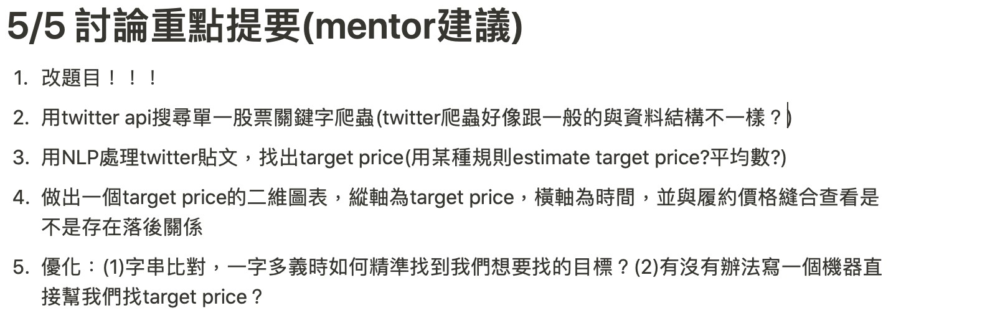 5/5 討論重點提要(mentor建議)
1. 改題目！！！
2. 用twitter api搜尋單一股票關鍵字爬蟲(twitter爬蟲好像跟一般的與資料結構不一樣？)
3. 用NLP處理twitter貼文，找出target price(用某種規則estimate target price?平均數?)
4. 做出一個target price的二維圖表，縱軸為target price，橫軸為時間，並與履約價格縫合查看是
不是存在落後關係
5. 優化：(1)字串比對，一字多義時如何精準找到我們想要找的目標？(2)有沒有辦法寫一個機器直
接幫我們找target price？